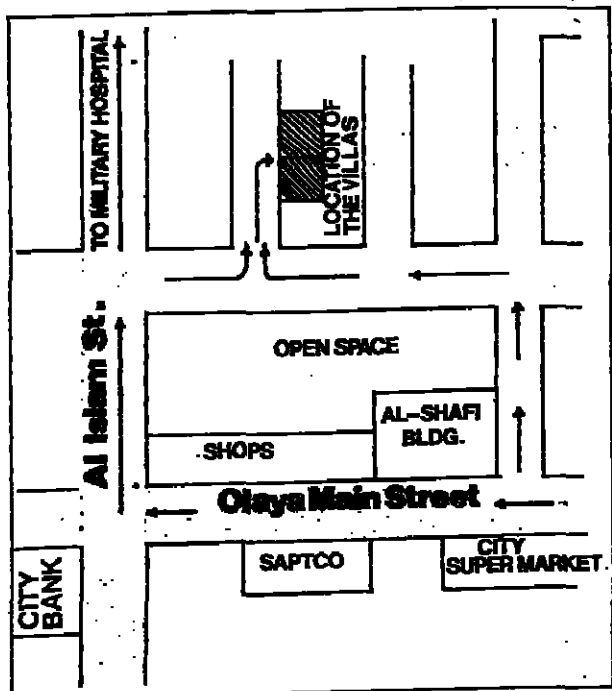 TO MILITARY HOSPITAL
LOCATION OF
THE VILLAS
Al Islam St.
OPEN SPACE
AL-SHAFI
BLDG.
SHOPS
Olaya Main Street
CITY
BANK
SAPTCO
CITY
SUPER MARKET